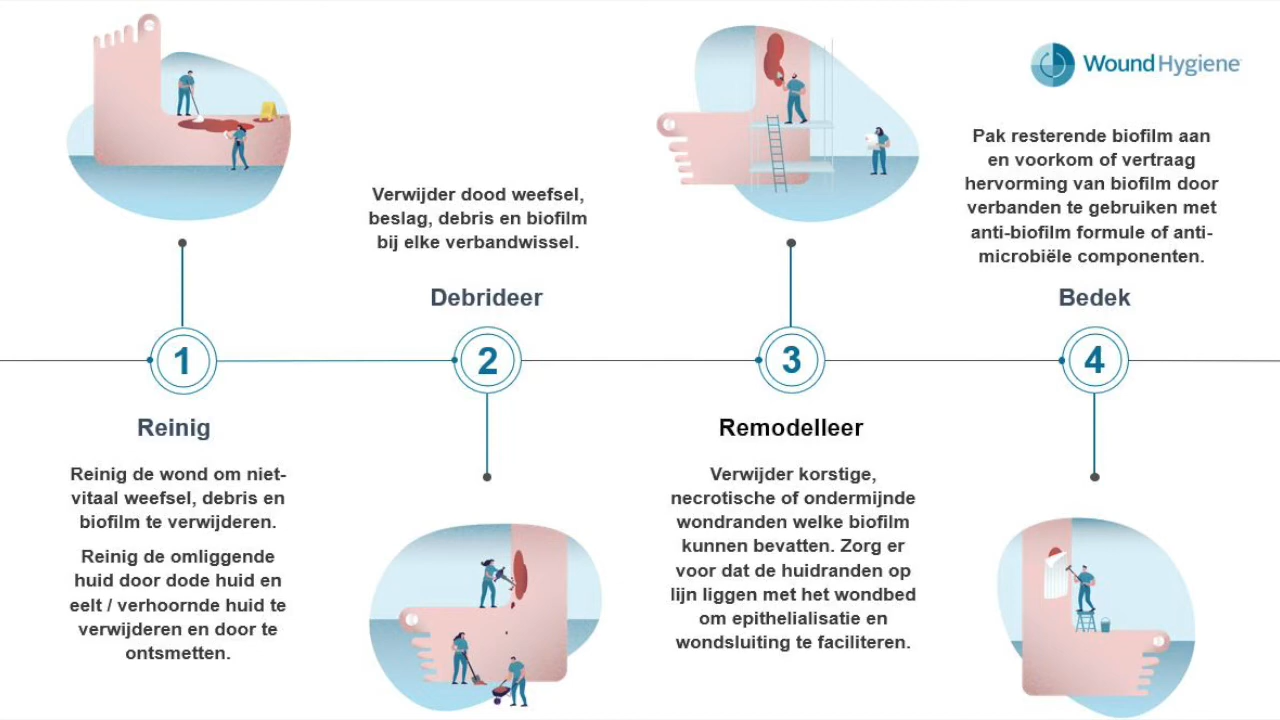 WoundHygiene
1
Reinig
Reinig de wond om niet-
vitaal weefsel, debris en
biofilm te verwijderen.
Reinig de omliggende
huid door dode huid en
eelt / verhoornde huid te
verwijderen en door te
ontsmetten.
Verwijder dood weefsel,
beslag, debris en biofilm
bij elke verbandwissel.
Debrideer
2
3
Remodelleer
Verwijder korstige,
necrotische of ondermijnde
wondranden welke biofilm
kunnen bevatten. Zorg er
voor dat de huidranden op
lijn liggen met het wondbed
om epithelialisatie en
wondsluiting te faciliteren.
Pak resterende biofilm aan
en voorkom of vertraag
hervorming van biofilm door
verbanden te gebruiken met
anti-biofilm formule of anti-
microbiële componenten.
Bedek
4